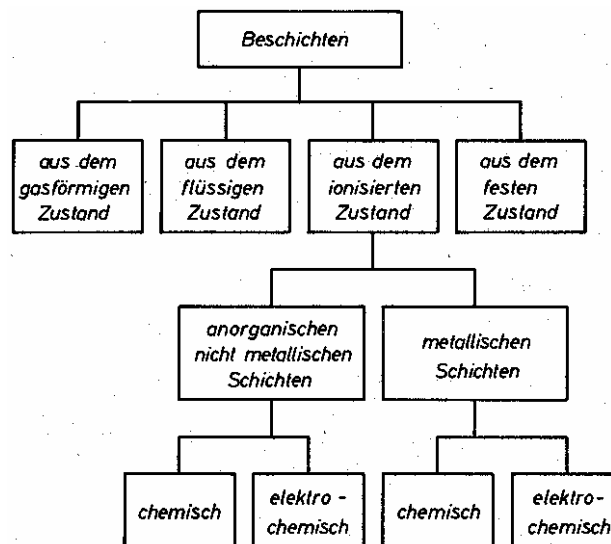 Beschichten
aus dem
gasförmigen
Zustand
aus dem
flüssigen
Zustand
aus dem
ionisierten
Zustand
aus dem
festen
Zustand
anorganischen
nicht metallischen
Schichten
metallischen
Schichten
chemisch
elektro-
chemisch
chemisch
elektro-
chemisch